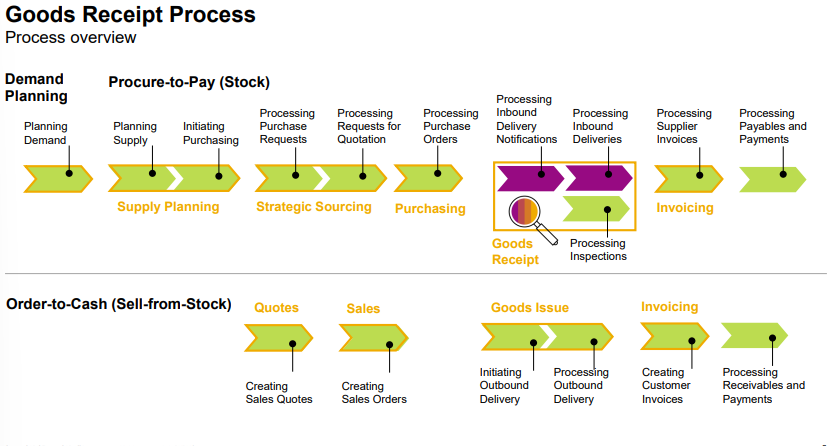 Goods Receipt Process
Process overview
Demand
Planning
Procure-to-Pay (Stock)
Planning
Demand
Planning
Supply
Initiating
Purchasing
Processing
Purchase
Requests
Processing
Requests for
Quotation
Processing
Purchase
Orders
Processing
Inbound
Delivery
Notifications
Processing
Inbound
Deliveries
Processing
Supplier
Invoices
Processing
Payables and
Payments
Supply Planning
Strategic Sourcing
Purchasing
Goods
Receipt
Processing
Inspections
Invoicing
Order-to-Cash (Sell-from-Stock)
Quotes
Sales
Goods Issue
Invoicing
Creating
Sales Quotes
Creating
Sales Orders
Initiating
Outbound
Delivery
Processing
Outbound
Delivery
Creating
Customer
Invoices
Processing
Receivables and
Payments